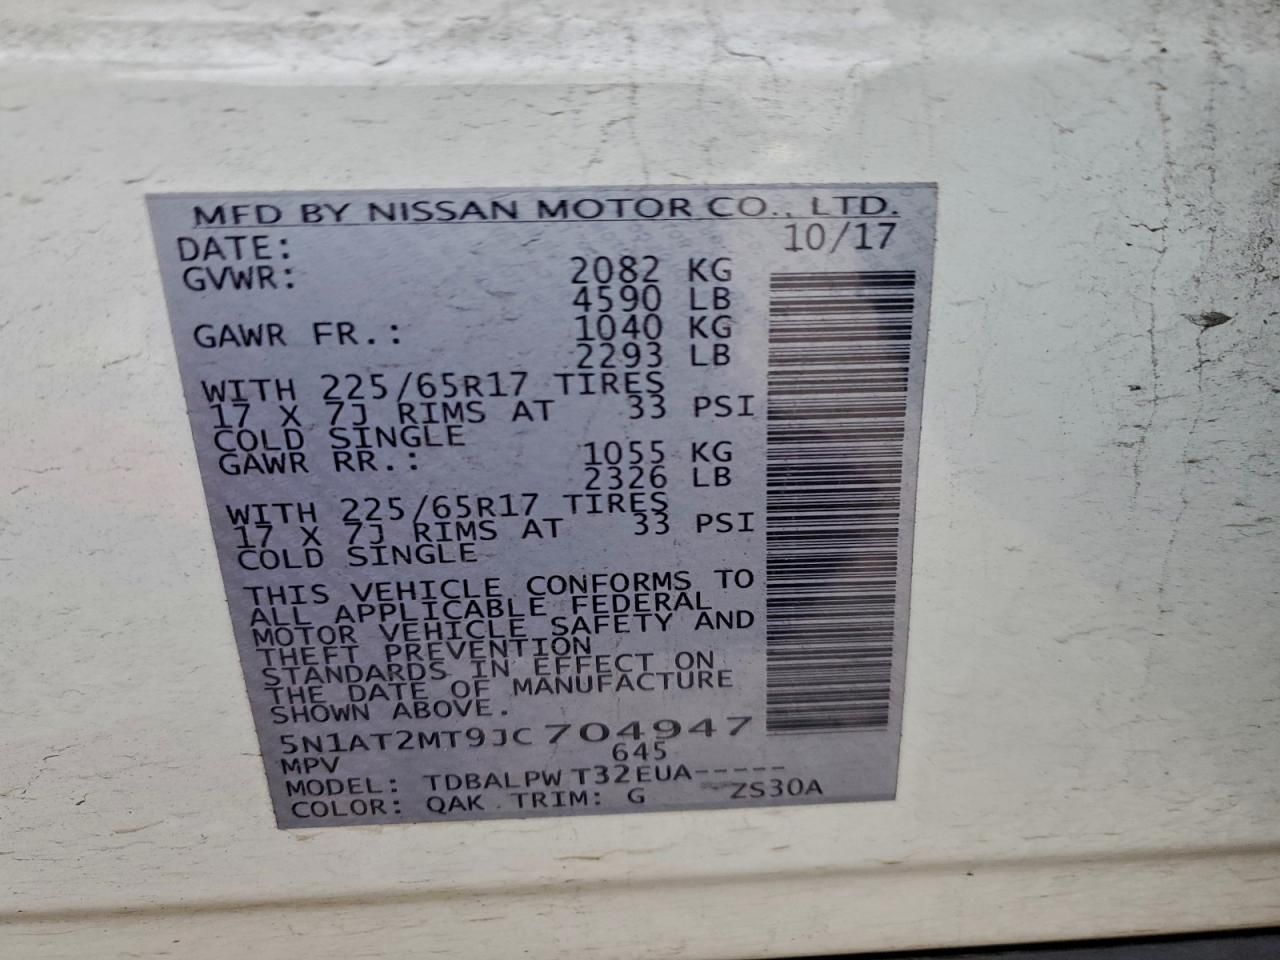 MFD BY NISSAN MOTOR CO., LTD.
DATE: 10/17
GVWR: 2082 KG
4590 LB
GAWR FR.: 1040 KG
2293 LB
WITH 225/65R17 TIRES
17 X 7J RIMS AT 33 PSI
COLD SINGLE
GAWR RR.: 1055 KG
2326 LB
WITH 225/65R17 TIRES
17 X 7J RIMS AT 33 PSI
COLD SINGLE
THIS VEHICLE CONFORMS TO
ALL APPLICABLE FEDERAL
MOTOR VEHICLE SAFETY AND
THEFT PREVENTION
STANDARDS IN EFFECT ON
THE DATE OF MANUFACTURE
SHOWN ABOVE.
5N1AT2MT9JC704947
MPV 645
MODEL: TDBALPW T32EUA-----
COLOR: QAK TRIM: G ZS30A